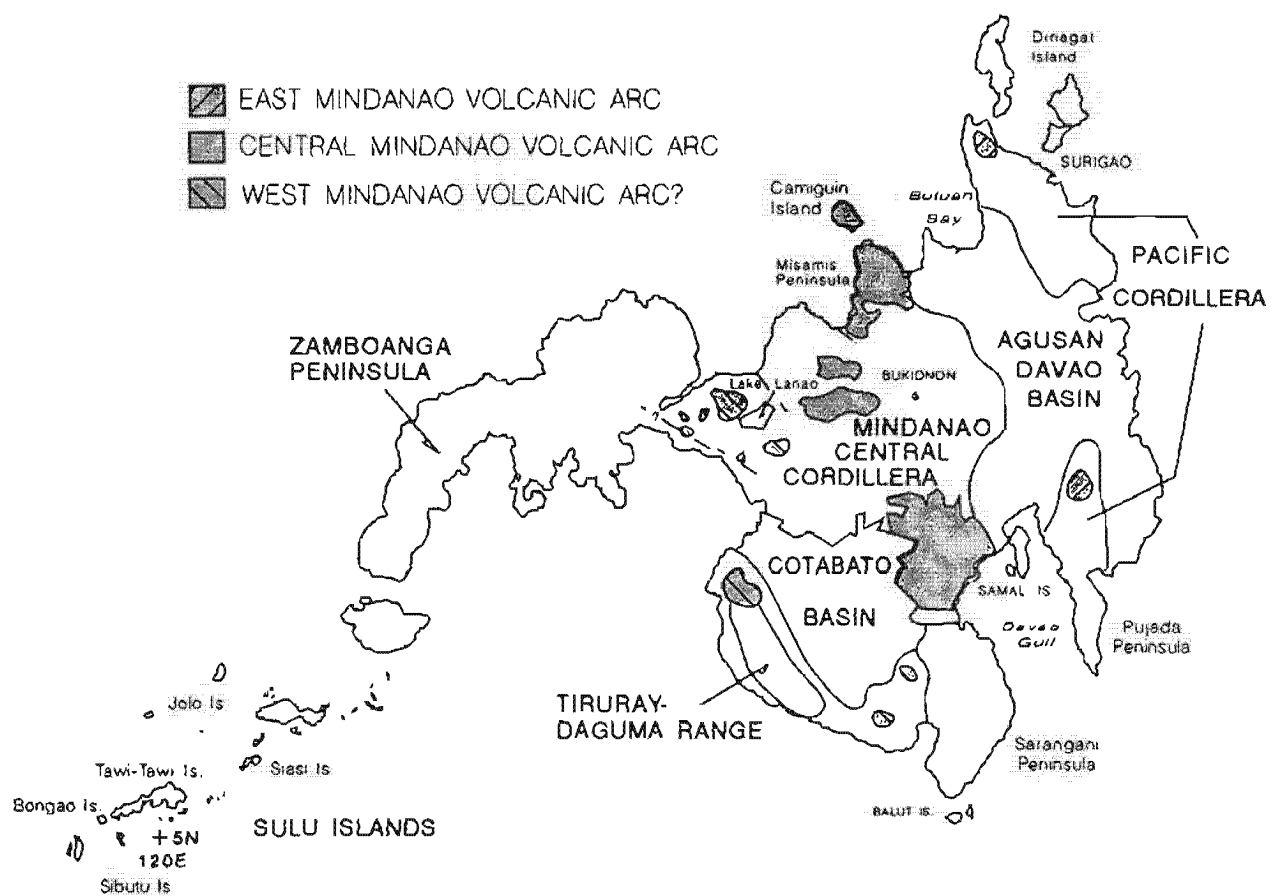 Dinagat
Island
EAST MINDANAO VOLCANIC ARC
CENTRAL MINDANAO VOLCANIC ARC
WEST MINDANAO VOLCANIC ARC?
SURIGAO
Camiguin
Island
Butuan
Bay
Misamis
Peninsula
PACIFIC
CORDILLERA
ZAMBOANGA
PENINSULA
AGUSAN
DAVAO
BASIN
Lake Lanao
BUKIDNON
MINDANAO
CENTRAL
CORDILLERA
COTABATO
BASIN
SAMAL IS
Davao
Gulf
Pujada
Peninsula
TIRURAY-
DAGUMA RANGE
Jolo Is
Sarangani
Peninsula
Siasi Is
Tawi-Tawi Is.
Bongao Is.
BALUT IS.
SULU ISLANDS
+5N
120E
Sibutu Is